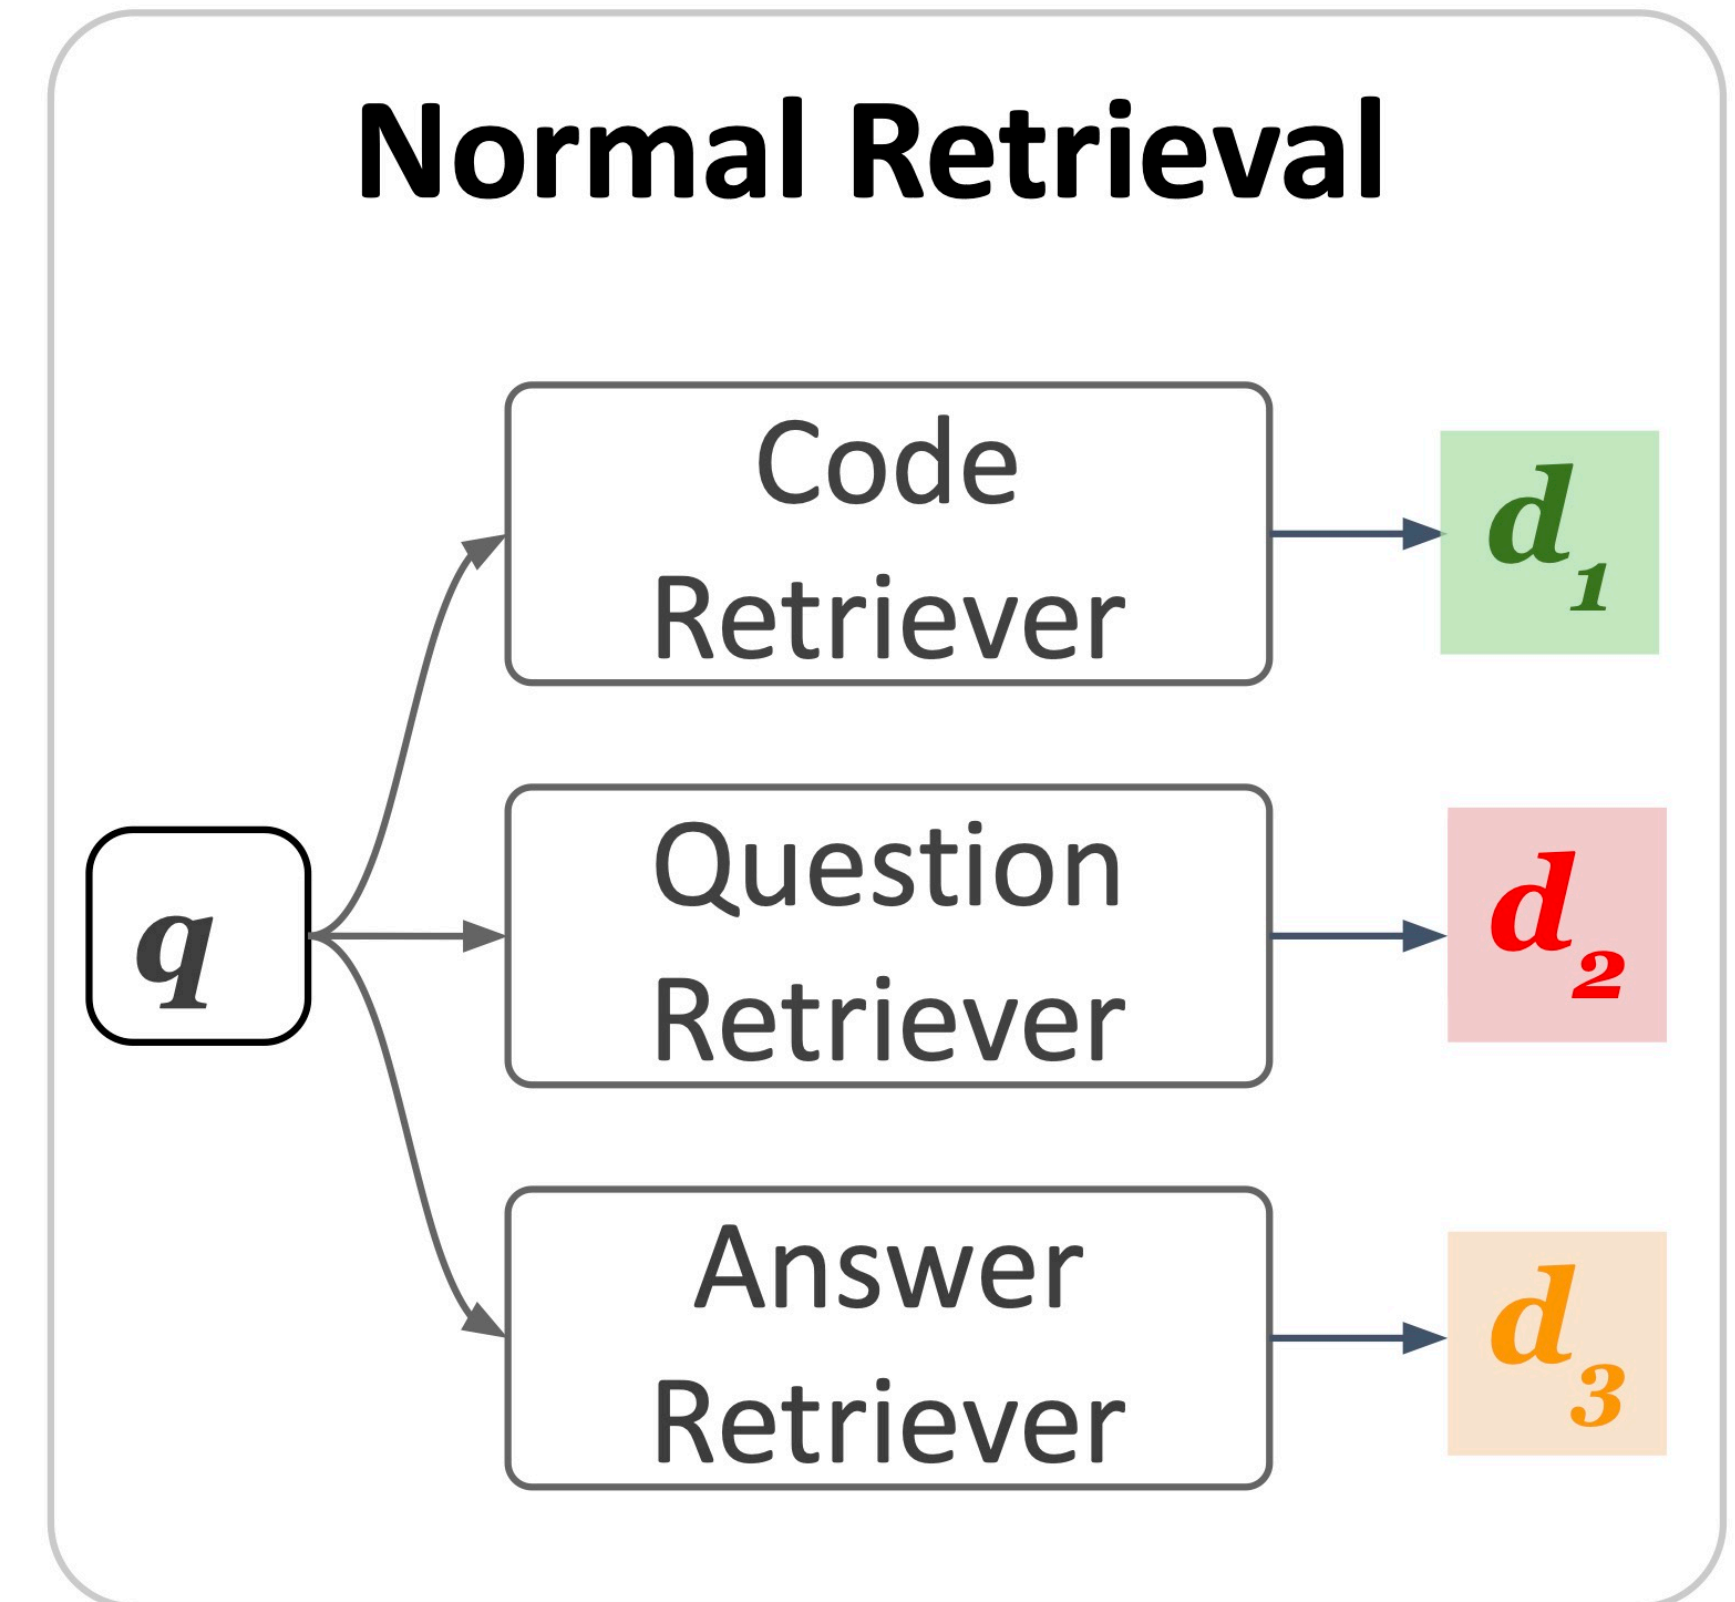 Normal Retrieval
Code
Retriever
d1
Question
Retriever
d2
q
Answer
Retriever
d3